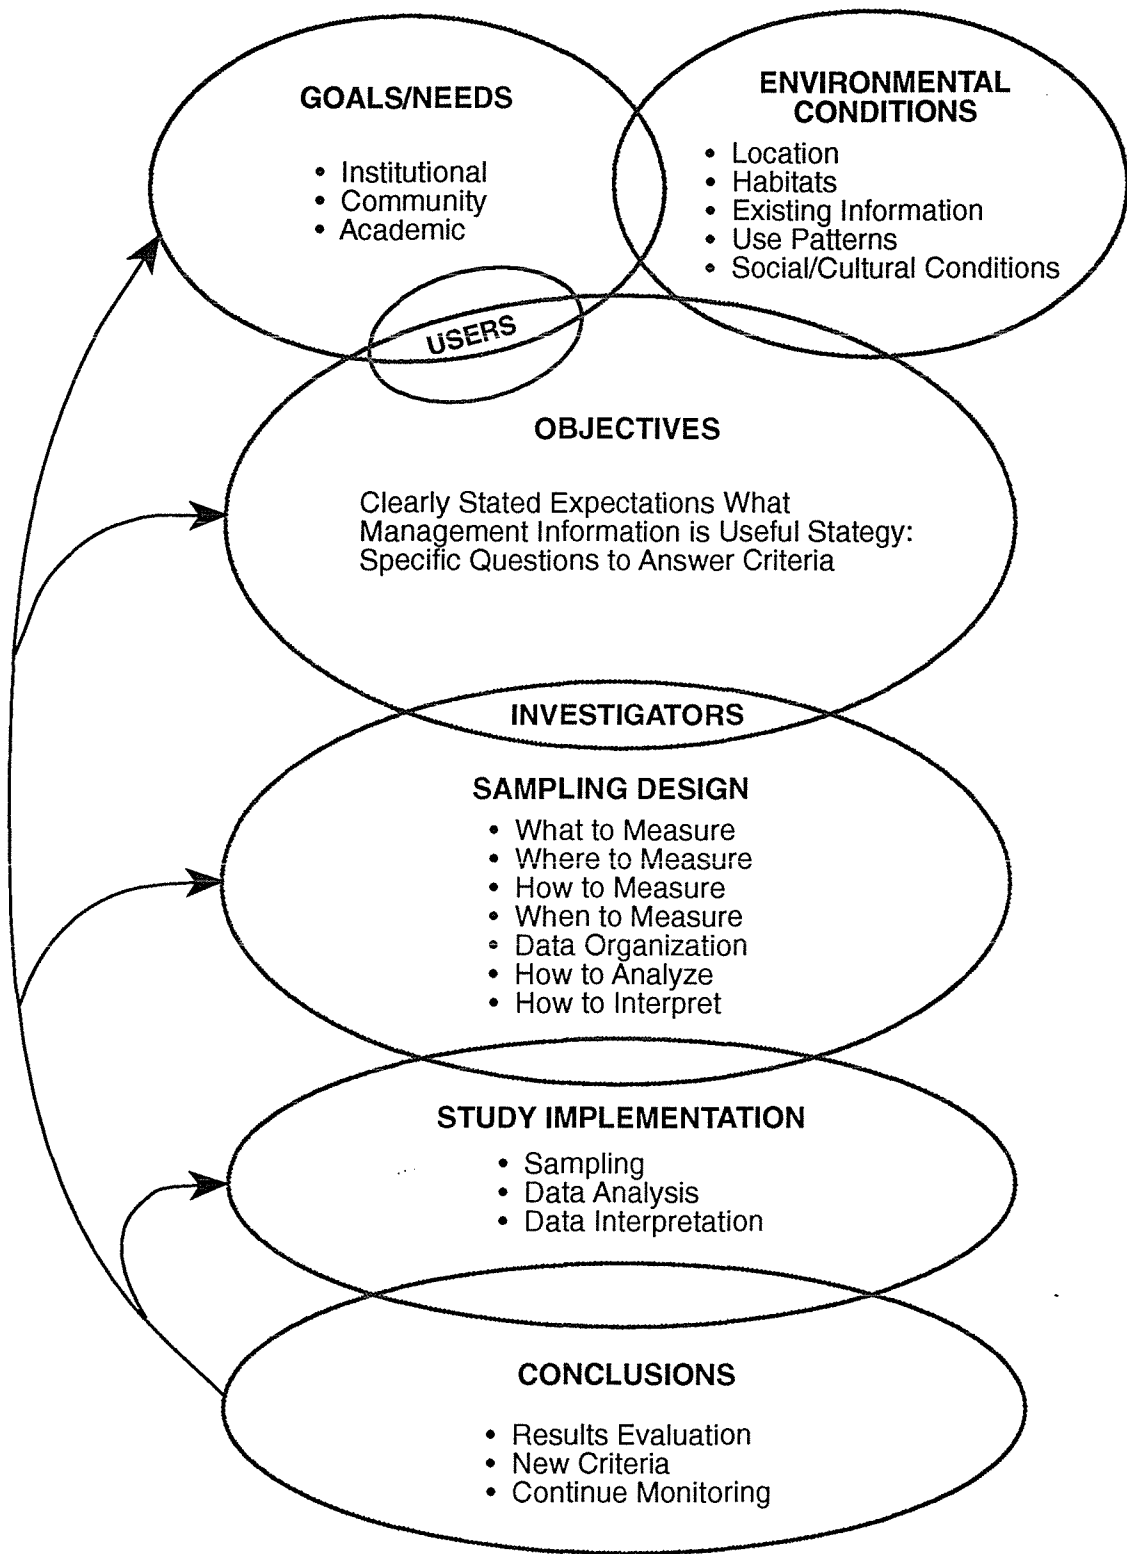 GOALS/NEEDS
• Institutional
• Community
• Academic
ENVIRONMENTAL
CONDITIONS
• Location
• Habitats
• Existing Information
• Use Patterns
• Social/Cultural Conditions
USERS
OBJECTIVES
Clearly Stated Expectations What
Management Information is Useful Stategy:
Specific Questions to Answer Criteria
INVESTIGATORS
SAMPLING DESIGN
• What to Measure
• Where to Measure
• How to Measure
• When to Measure
• Data Organization
• How to Analyze
• How to Interpret
STUDY IMPLEMENTATION
• Sampling
• Data Analysis
• Data Interpretation
CONCLUSIONS
• Results Evaluation
• New Criteria
• Continue Monitoring